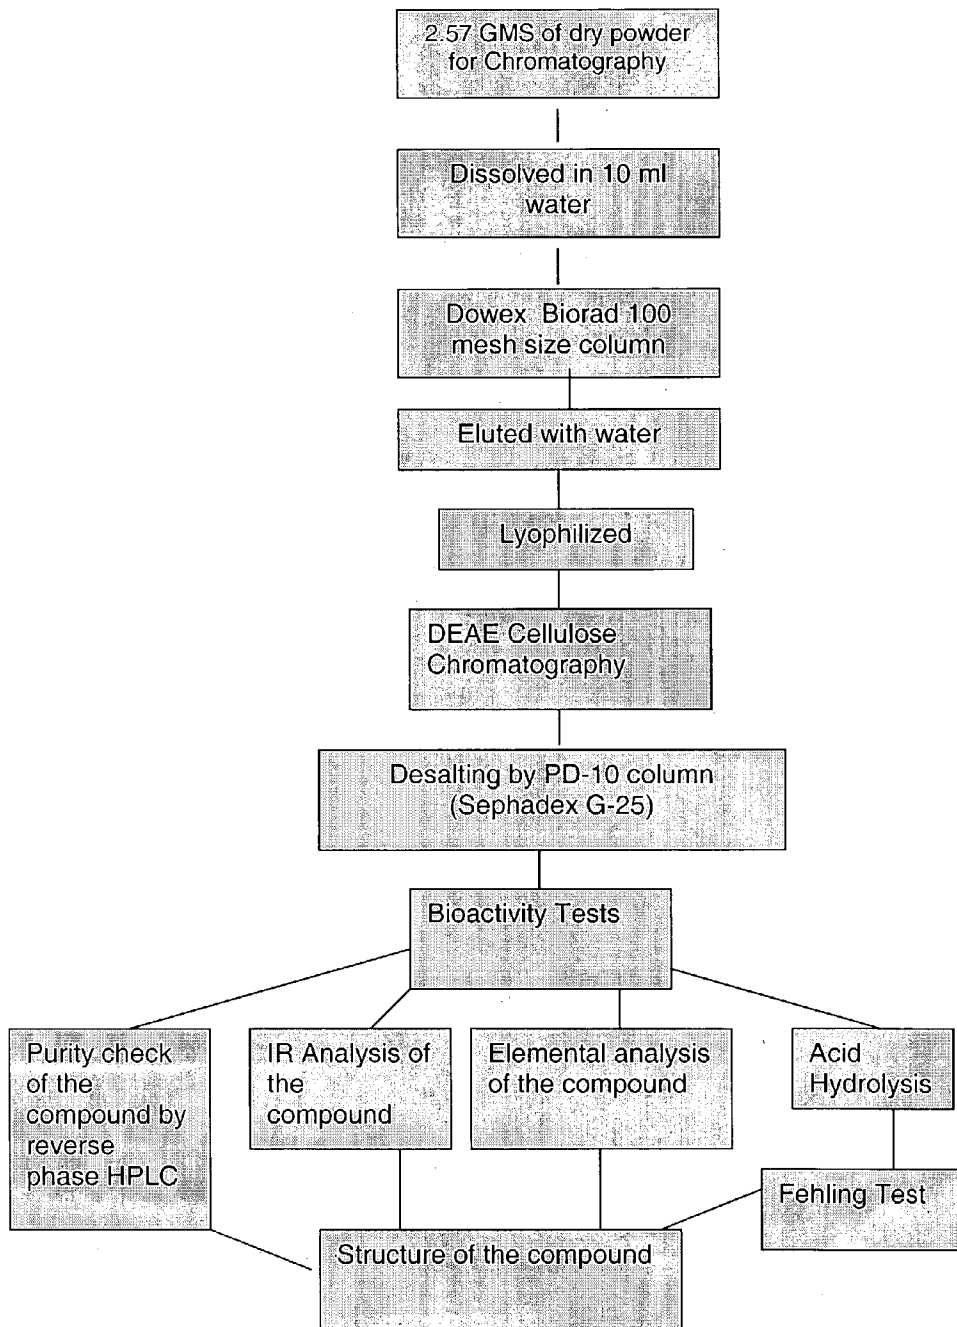 2.57 GMS of dry powder
for Chromatography
Dissolved in 10 ml
water
Dowex Biorad 100
mesh size column
Eluted with water
Lyophilized
DEAE Cellulose
Chromatography
Desalting by PD-10 column
(Sephadex G-25)
Bioactivity Tests
Purity check
of the
compound by
reverse
phase HPLC
IR Analysis of
the
compound
Elemental analysis
of the compound
Acid
Hydrolysis
Fehling Test
Structure of the compound